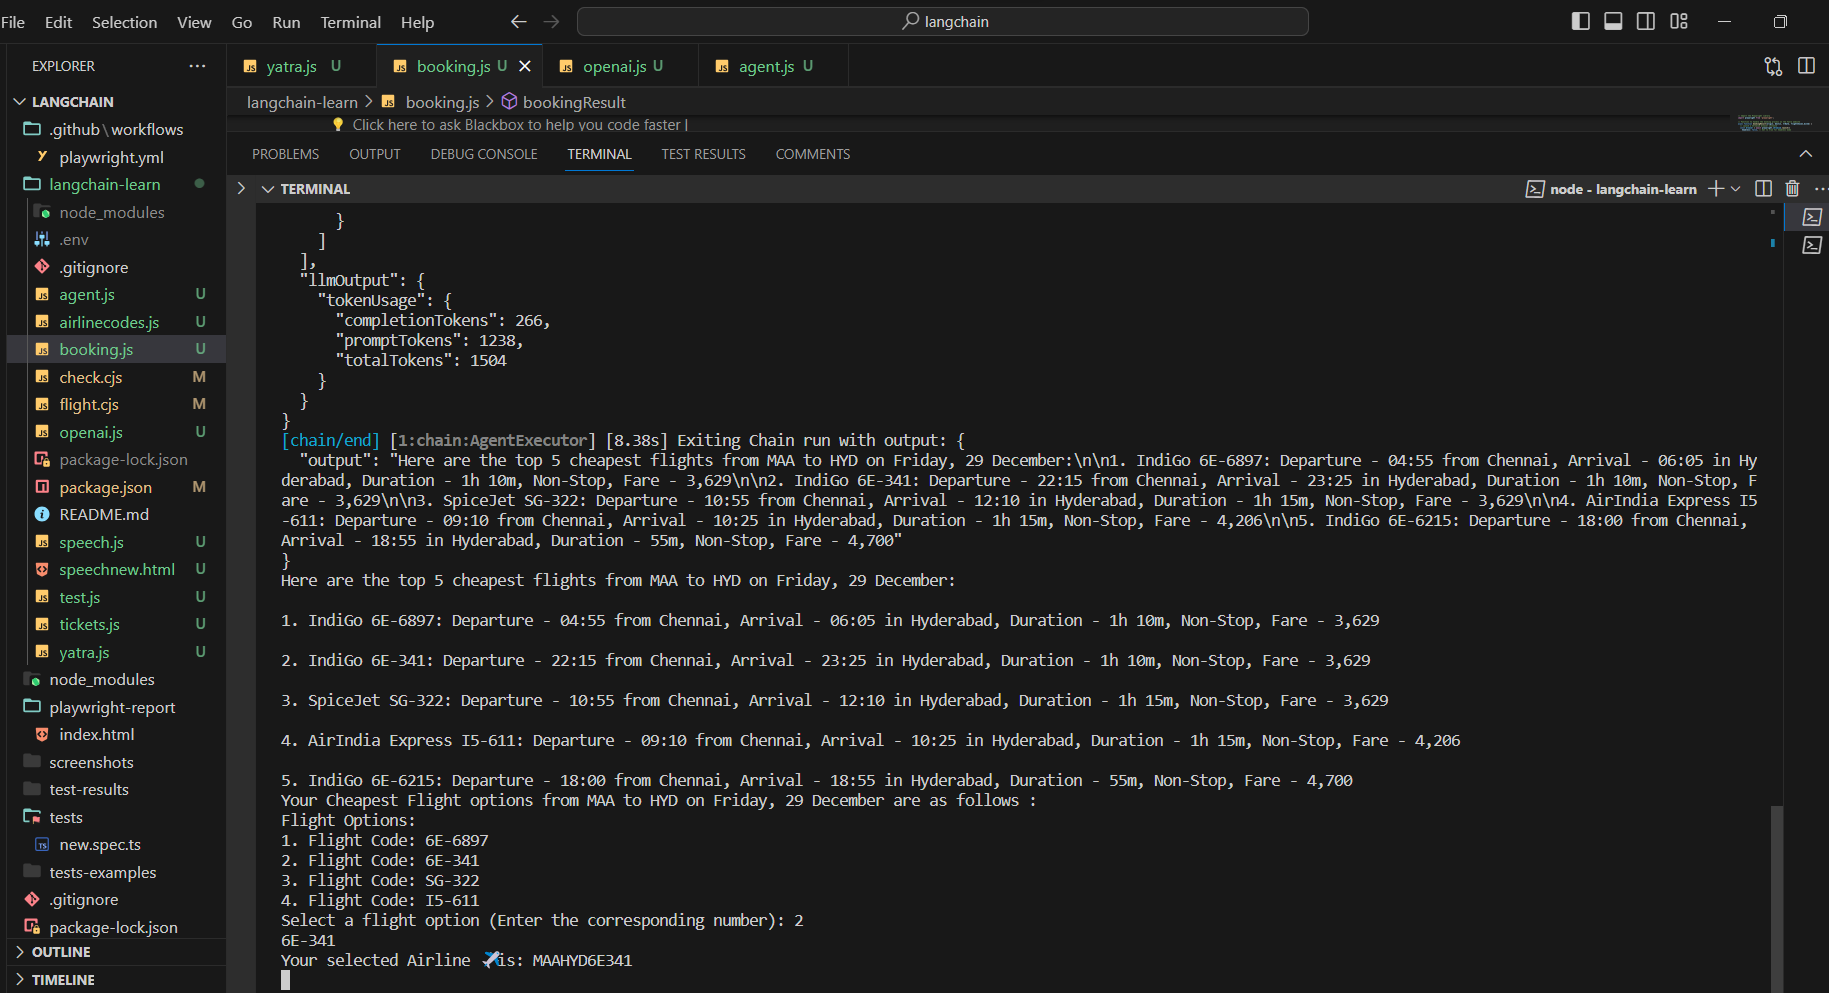 File Edit Selection View Go Run Terminal Help
langchain
EXPLORER
LANGCHAIN
.github\workflows
playwright.yml
langchain-learn
node_modules
.env
.gitignore
agent.js U
airlinecodes.js U
booking.js U
check.cjs M
flight.cjs M
openai.js U
package-lock.json
package.json M
README.md
speech.js U
speechnew.html U
test.js U
tickets.js U
yatra.js U
node_modules
playwright-report
index.html
screenshots
test-results
tests
new.spec.ts
tests-examples
.gitignore
package-lock.json
OUTLINE
TIMELINE
yatra.js U booking.js U openai.js U agent.js U
langchain-learn > booking.js > bookingResult
Click here to ask Blackbox to help you code faster |
PROBLEMS OUTPUT DEBUG CONSOLE TERMINAL TEST RESULTS COMMENTS
TERMINAL node - langchain-learn
}
]
],
"llmOutput": {
"tokenUsage": {
"completionTokens": 266,
"promptTokens": 1238,
"totalTokens": 1504
}
}
}
[chain/end] [1:chain:AgentExecutor] [8.38s] Exiting Chain run with output: {
"output": "Here are the top 5 cheapest flights from MAA to HYD on Friday, 29 December:\n\n1. IndiGo 6E-6897: Departure - 04:55 from Chennai, Arrival - 06:05 in Hy
derabad, Duration - 1h 10m, Non-Stop, Fare - 3,629\n\n2. IndiGo 6E-341: Departure - 22:15 from Chennai, Arrival - 23:25 in Hyderabad, Duration - 1h 10m, Non-Stop, F
are - 3,629\n\n3. SpiceJet SG-322: Departure - 10:55 from Chennai, Arrival - 12:10 in Hyderabad, Duration - 1h 15m, Non-Stop, Fare - 3,629\n\n4. AirIndia Express I5
-611: Departure - 09:10 from Chennai, Arrival - 10:25 in Hyderabad, Duration - 1h 15m, Non-Stop, Fare - 4,206\n\n5. IndiGo 6E-6215: Departure - 18:00 from Chennai,
Arrival - 18:55 in Hyderabad, Duration - 55m, Non-Stop, Fare - 4,700"
}
Here are the top 5 cheapest flights from MAA to HYD on Friday, 29 December:
1. IndiGo 6E-6897: Departure - 04:55 from Chennai, Arrival - 06:05 in Hyderabad, Duration - 1h 10m, Non-Stop, Fare - 3,629
2. IndiGo 6E-341: Departure - 22:15 from Chennai, Arrival - 23:25 in Hyderabad, Duration - 1h 10m, Non-Stop, Fare - 3,629
3. SpiceJet SG-322: Departure - 10:55 from Chennai, Arrival - 12:10 in Hyderabad, Duration - 1h 15m, Non-Stop, Fare - 3,629
4. AirIndia Express I5-611: Departure - 09:10 from Chennai, Arrival - 10:25 in Hyderabad, Duration - 1h 15m, Non-Stop, Fare - 4,206
5. IndiGo 6E-6215: Departure - 18:00 from Chennai, Arrival - 18:55 in Hyderabad, Duration - 55m, Non-Stop, Fare - 4,700
Your Cheapest Flight options from MAA to HYD on Friday, 29 December are as follows :
Flight Options:
1. Flight Code: 6E-6897
2. Flight Code: 6E-341
3. Flight Code: SG-322
4. Flight Code: I5-611
Select a flight option (Enter the corresponding number): 2
6E-341
Your selected Airline ✈️is: MAAHYD6E341